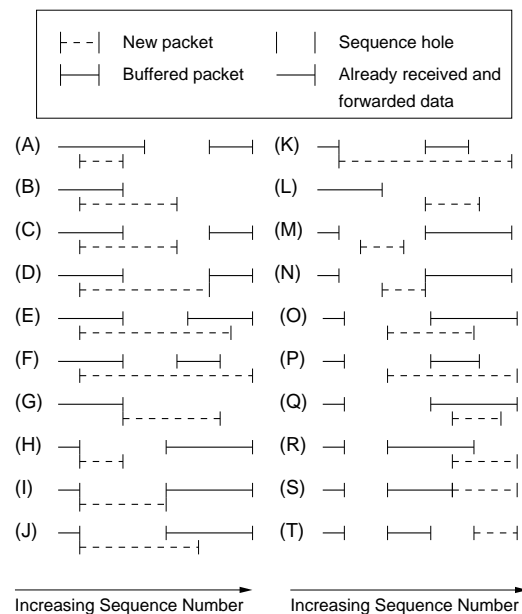 New packet
Sequence hole
Buffered packet
Already received and
forwarded data
(A)
(B)
(C)
(D)
(E)
(F)
(G)
(H)
(I)
(J)
Increasing Sequence Number
(K)
(L)
(M)
(N)
(O)
(P)
(Q)
(R)
(S)
(T)
Increasing Sequence Number